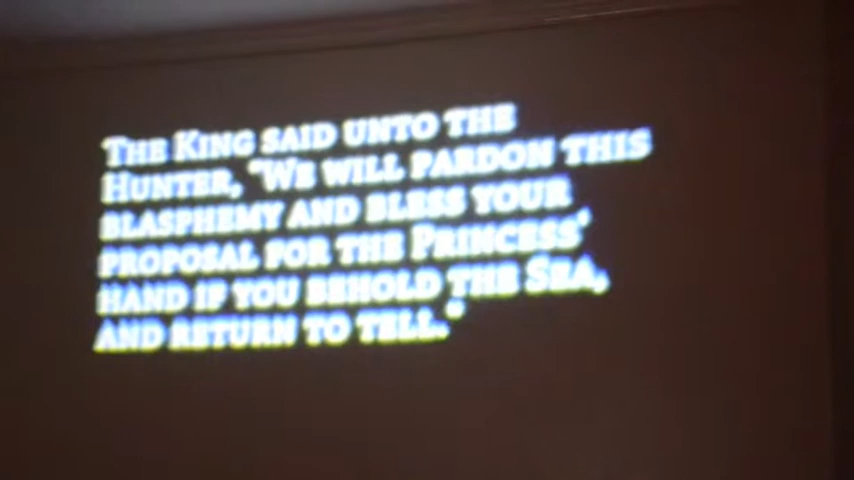 The King said unto the
Hunter, "We will pardon this
blasphemy and bless your
proposal for the Princess'
hand if you behold the Sea,
and return to tell."